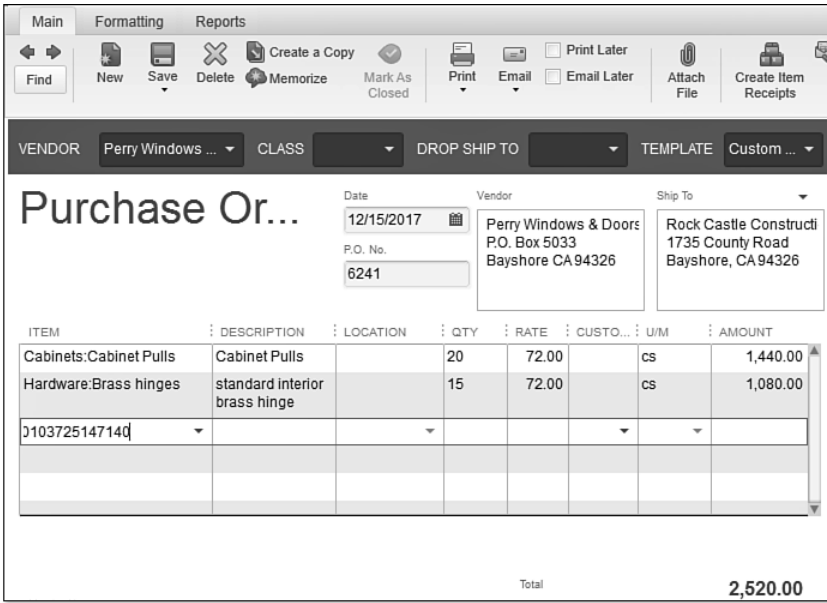 Main Formatting Reports
Find New Save Delete Create a Copy Memorize Mark As Closed Print Email Print Later Email Later Attach File Create Item Receipts
VENDOR Perry Windows ... CLASS DROP SHIP TO TEMPLATE Custom ...
Purchase Or...
Date
12/15/2017
P.O. No.
6241
Vendor
Perry Windows & Doors
P.O. Box 5033
Bayshore CA 94326
Ship To
Rock Castle Constructi
1735 County Road
Bayshore, CA 94326
ITEM DESCRIPTION LOCATION QTY RATE CUSTO... U/M AMOUNT
Cabinets:Cabinet Pulls Cabinet Pulls 20 72.00 cs 1,440.00
Hardware:Brass hinges standard interior brass hinge 15 72.00 cs 1,080.00
0103725147140
Total 2,520.00